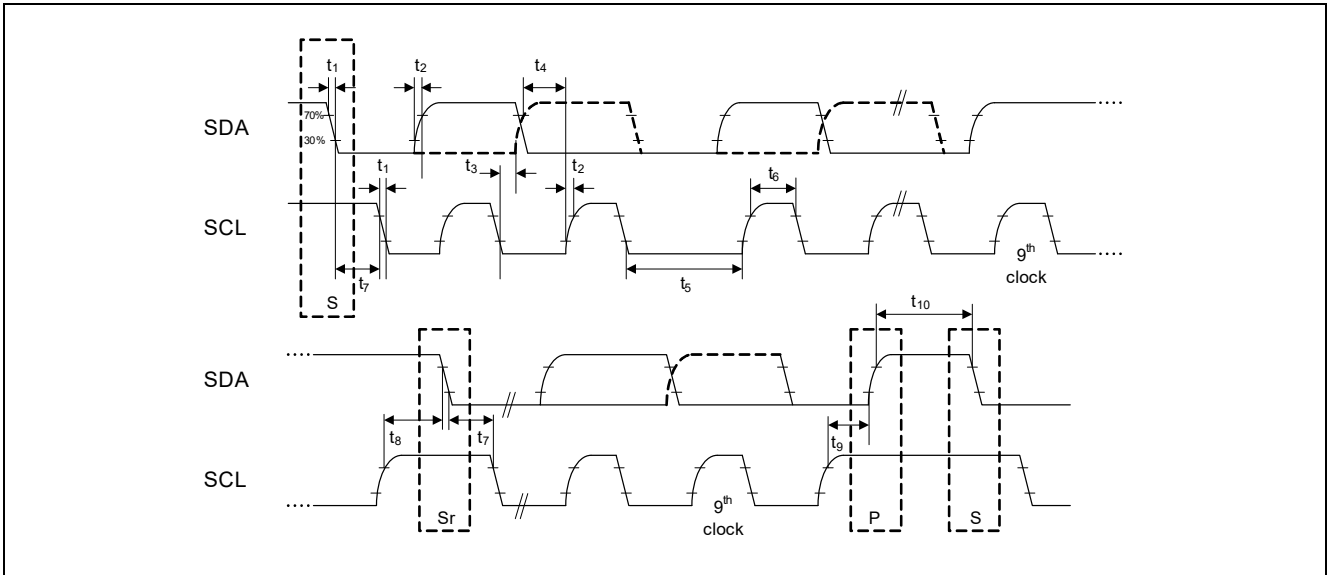 t1 t2 t4
70%
SDA
30%
t1 t3 t2 t6
SCL
t7 t5 9th
clock
S
t10
SDA
t8 t7 t9
SCL
9th
clock
Sr P S